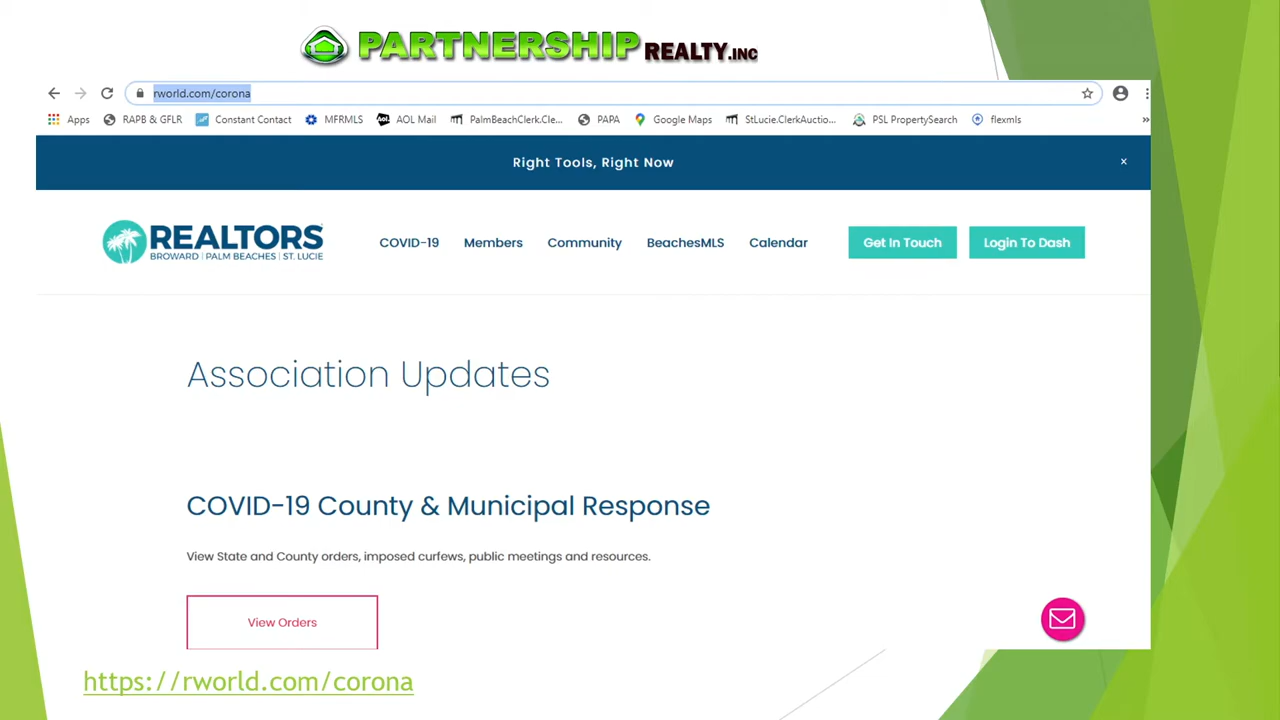 PARTNERSHIP REALTY.INC
rworld.com/corona
Apps RAPB & GFLR Constant Contact MFRMLS AOL Mail PalmBeachClerk.Cle... PAPA Google Maps StLucie.ClerkAuctio... PSL PropertySearch flexmls »
Right Tools, Right Now ×
REALTORS
BROWARD | PALM BEACHES | ST. LUCIE
COVID-19 Members Community BeachesMLS Calendar Get In Touch Login To Dash
Association Updates
COVID-19 County & Municipal Response
View State and County orders, imposed curfews, public meetings and resources.
View Orders
https://rworld.com/corona